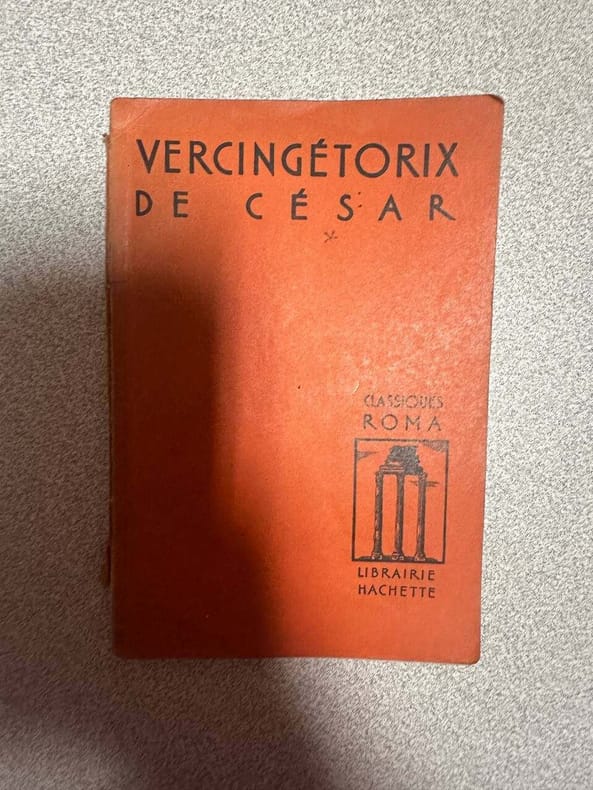 VERCINGÉTORIX
DE CÉSAR
CLASSIQUES
ROMA
LIBRAIRIE
HACHETTE